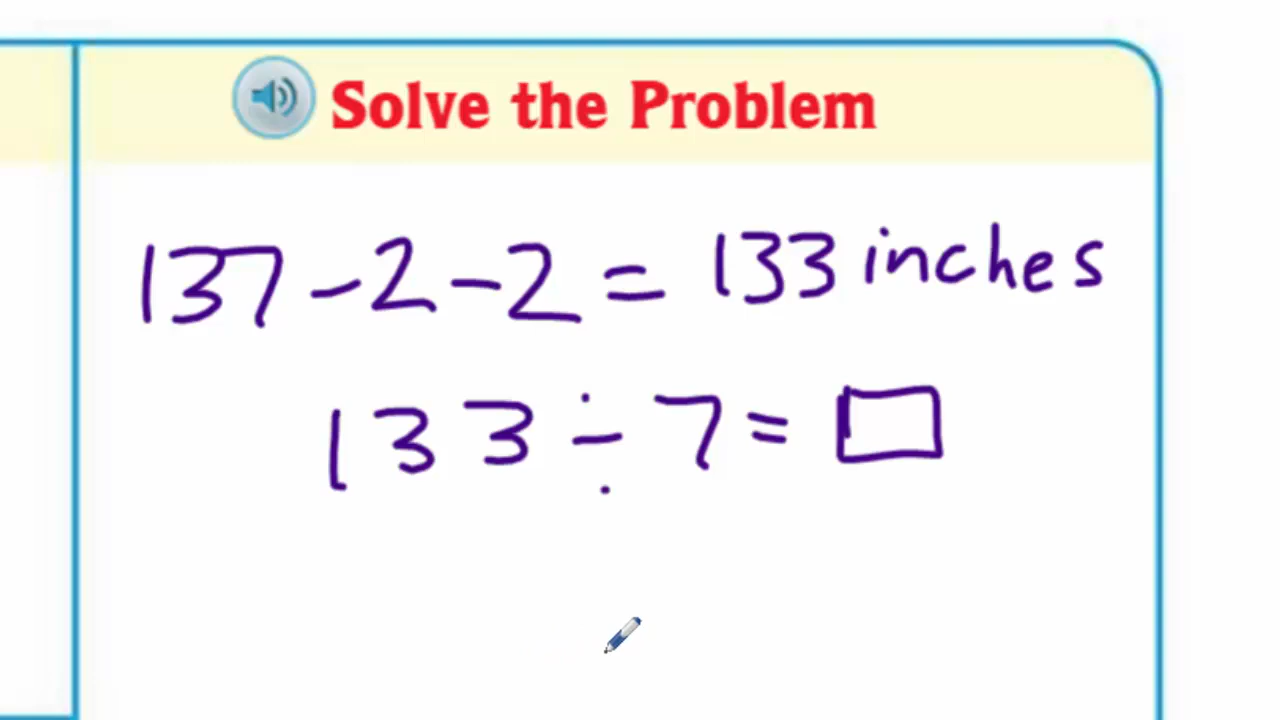 Solve the Problem
137 - 2 - 2 = 133 inches
133 ÷ 7 = □